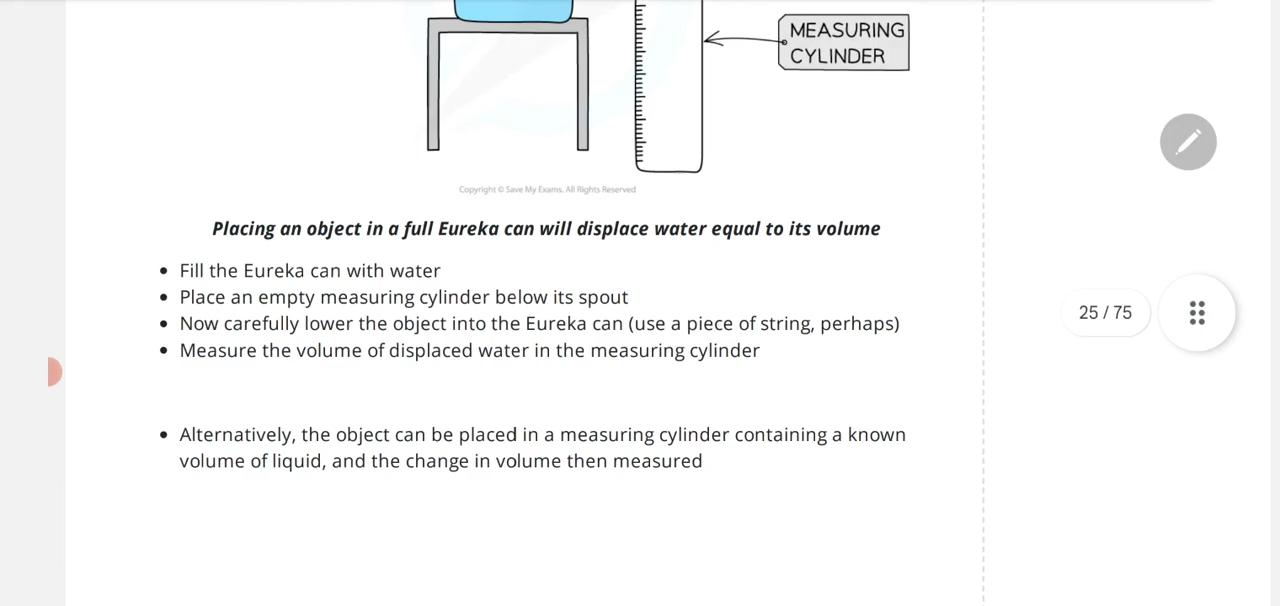 MEASURING
CYLINDER
Copyright © Save My Exams. All Rights Reserved
Placing an object in a full Eureka can will displace water equal to its volume
• Fill the Eureka can with water
• Place an empty measuring cylinder below its spout
• Now carefully lower the object into the Eureka can (use a piece of string, perhaps)
25 / 75
• Measure the volume of displaced water in the measuring cylinder
• Alternatively, the object can be placed in a measuring cylinder containing a known
volume of liquid, and the change in volume then measured